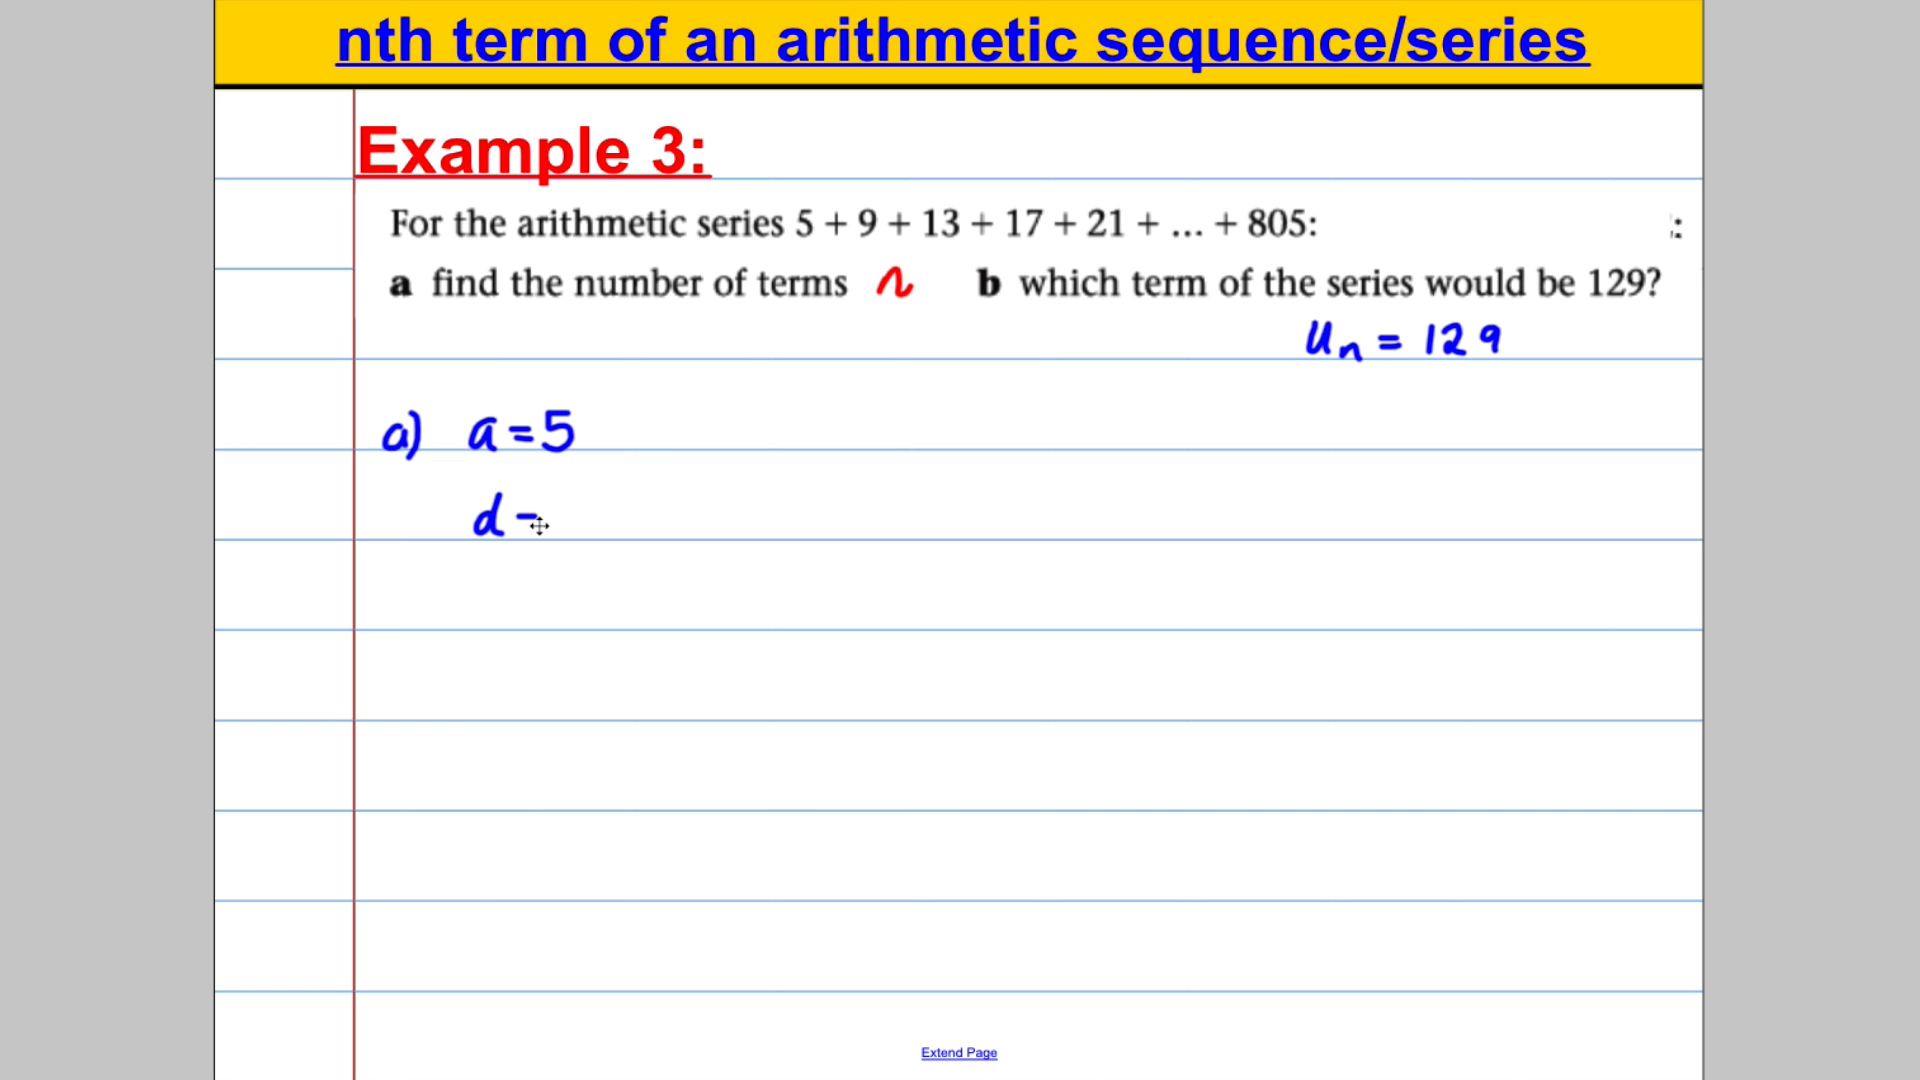 nth term of an arithmetic sequence/series
Example 3:
For the arithmetic series 5 + 9 + 13 + 17 + 21 + ... + 805:
a find the number of terms n b which term of the series would be 129?
Un = 129
a) a = 5
d -
Extend Page